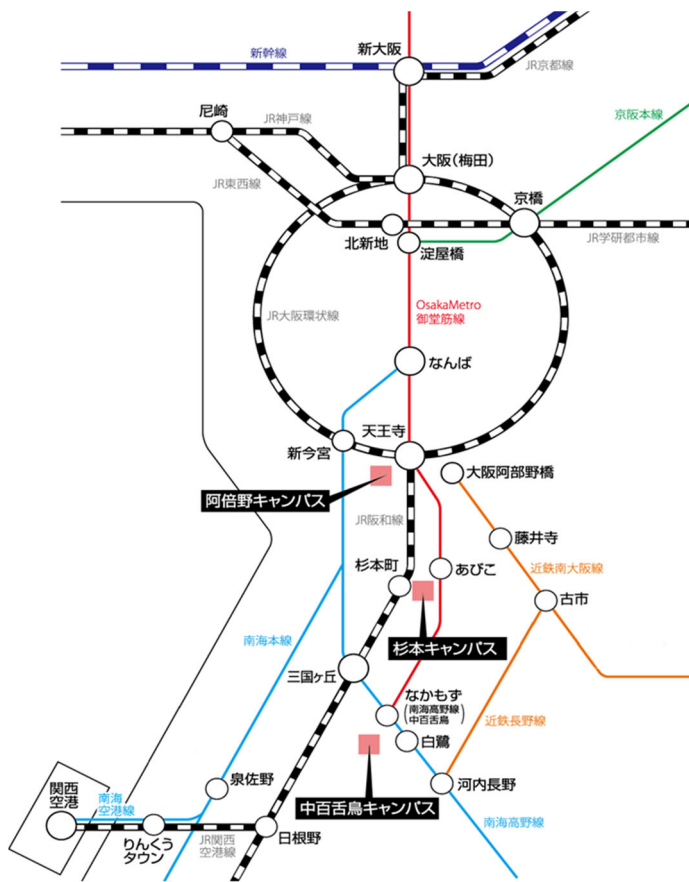 新幹線
新大阪
JR京都線
尼崎
JR神戸線
京阪本線
大阪(梅田)
JR東西線
京橋
北新地
淀屋橋
JR学研都市線
JR大阪環状線
OsakaMetro
御堂筋線
なんば
天王寺
新今宮
大阪阿部野橋
阿倍野キャンパス
JR阪和線
藤井寺
杉本町
あびこ
近鉄南大阪線
古市
南海本線
杉本キャンパス
三国ヶ丘
なかもず
(南海高野線
中百舌鳥)
近鉄長野線
白鷺
泉佐野
河内長野
関西
空港
南海
空港線
中百舌鳥キャンパス
南海高野線
りんくう
タウン
JR関西
空港線
日根野